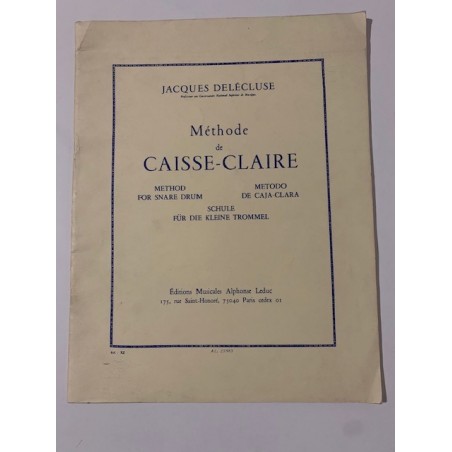 JACQUES DELÉCLUSE
Méthode
de
CAISSE-CLAIRE
METHOD
FOR SNARE DRUM
METODO
DE CAJA-CLARA
SCHULE
FÜR DIE KLEINE TROMMEL
Éditions Musicales Alphonse Leduc
175, rue Saint-Honoré, 75040 Paris cedex 01